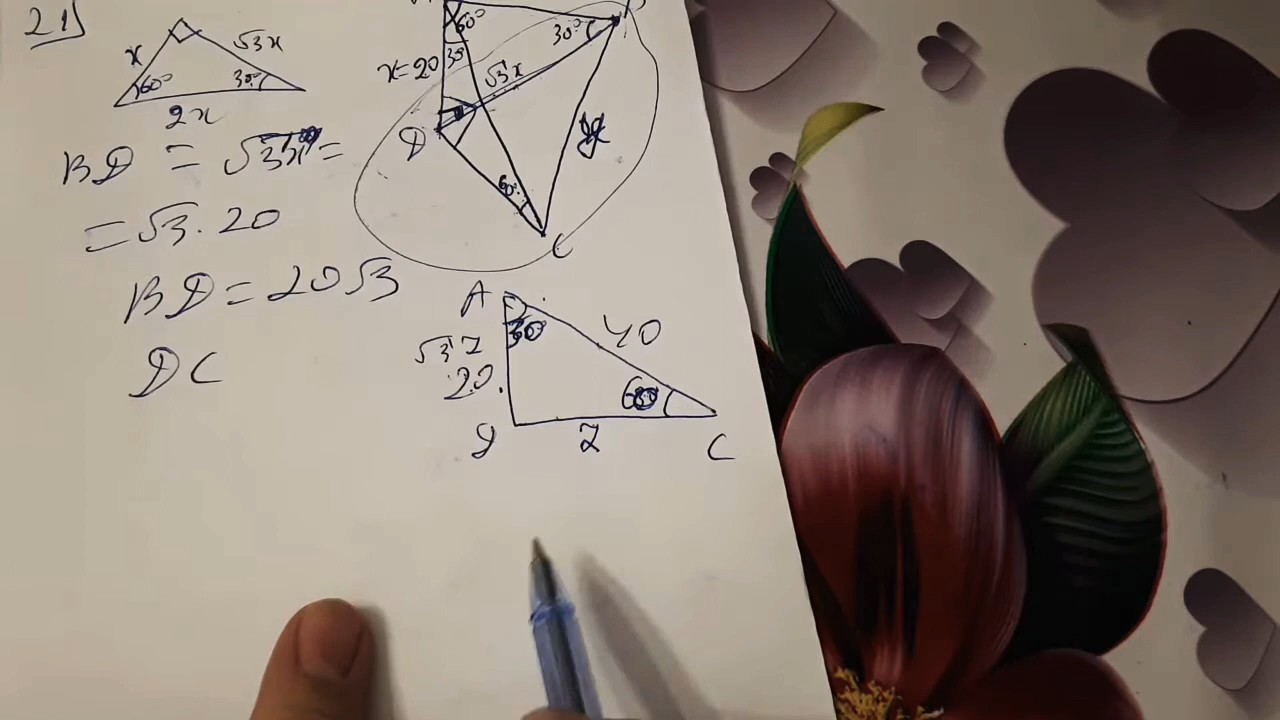 21)
x
√3x
60°
30°
2x
BD =
= √3 . 20
BD = 20√3
DC
60°
30°
30°
x=20
√3x
D
60°
C
A
30°
40
√3 z
20
60
D
z
C